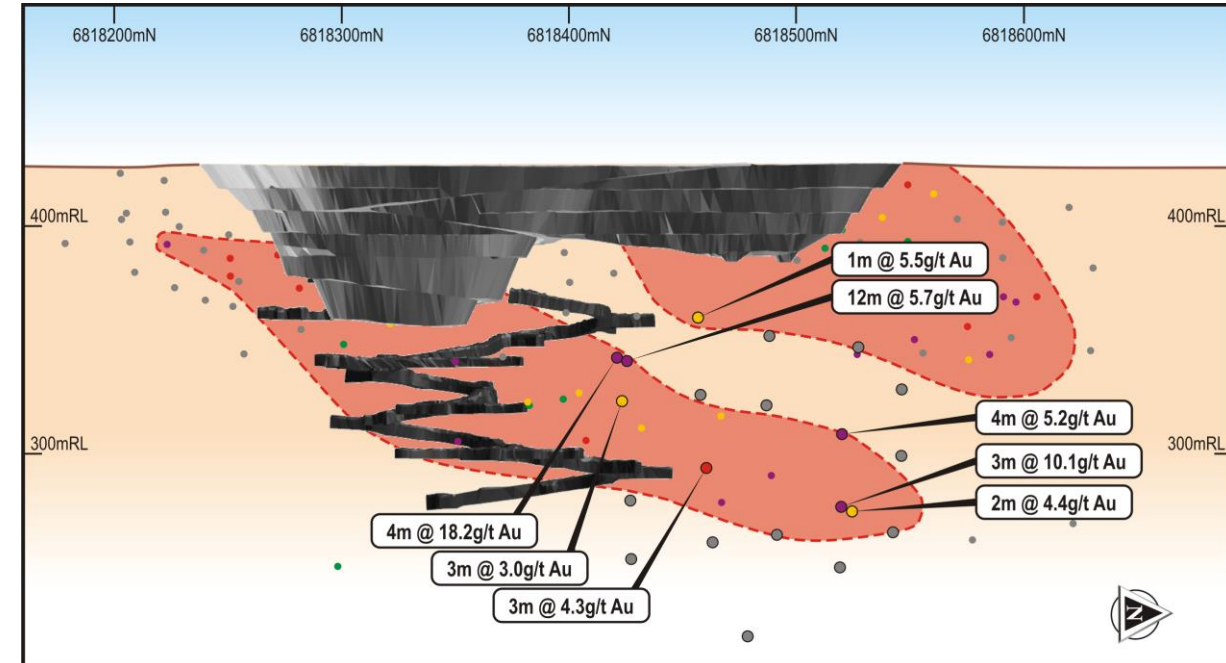 6818200mN
6818300mN
6818400mN
6818500mN
6818600mN
400mRL
400mRL
1m @ 5.5g/t Au
12m @ 5.7g/t Au
4m @ 5.2g/t Au
300mRL
300mRL
3m @ 10.1g/t Au
2m @ 4.4g/t Au
4m @ 18.2g/t Au
3m @ 3.0g/t Au
3m @ 4.3g/t Au
N